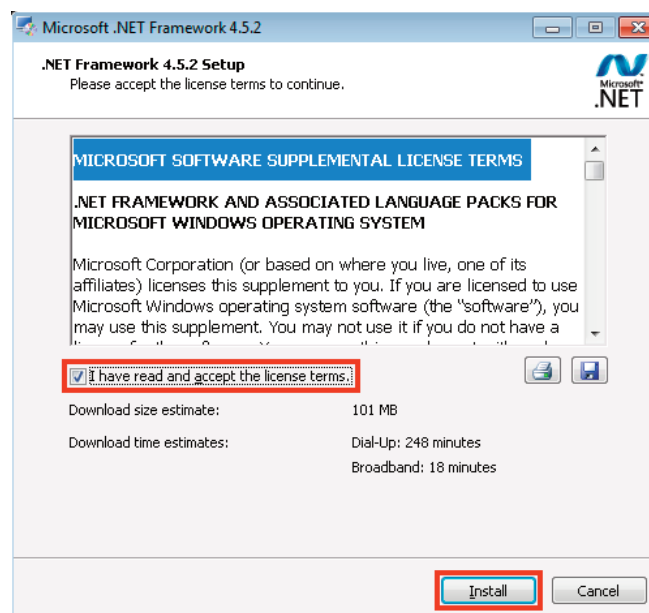 Microsoft .NET Framework 4.5.2
.NET Framework 4.5.2 Setup
Please accept the license terms to continue.
Microsoft
.NET
MICROSOFT SOFTWARE SUPPLEMENTAL LICENSE TERMS
.NET FRAMEWORK AND ASSOCIATED LANGUAGE PACKS FOR
MICROSOFT WINDOWS OPERATING SYSTEM
Microsoft Corporation (or based on where you live, one of its
affiliates) licenses this supplement to you. If you are licensed to use
Microsoft Windows operating system software (the "software"), you
may use this supplement. You may not use it if you do not have a
I have read and accept the license terms.
Download size estimate: 101 MB
Download time estimates: Dial-Up: 248 minutes
Broadband: 18 minutes
Install Cancel